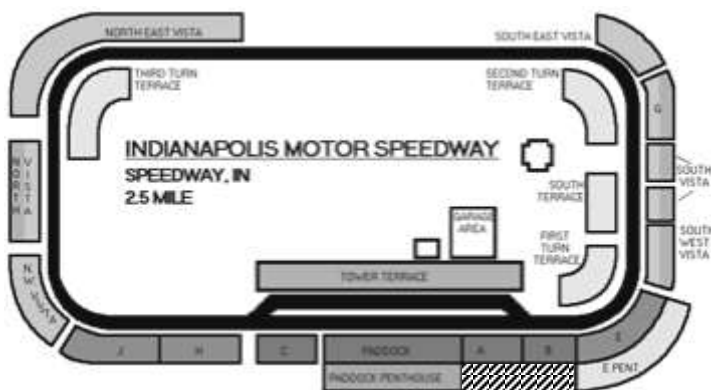 NORTH EAST VISTA
SOUTH EAST VISTA
THIRD TURN
TERRACE
SECOND TURN
TERRACE
G
INDIANAPOLIS MOTOR SPEEDWAY
SPEEDWAY, IN
2.5 MILE
NORTH
VISTA
SOUTH
VISTA
SOUTH
TERRACE
GARAGE
AREA
FIRST
TURN
TERRACE
SOUTH
WEST
VISTA
TOWER TERRACE
N.W. VISTA
J
H
C
PADDOCK
A
B
E
PADDOCK PENTHOUSE
E PENT.